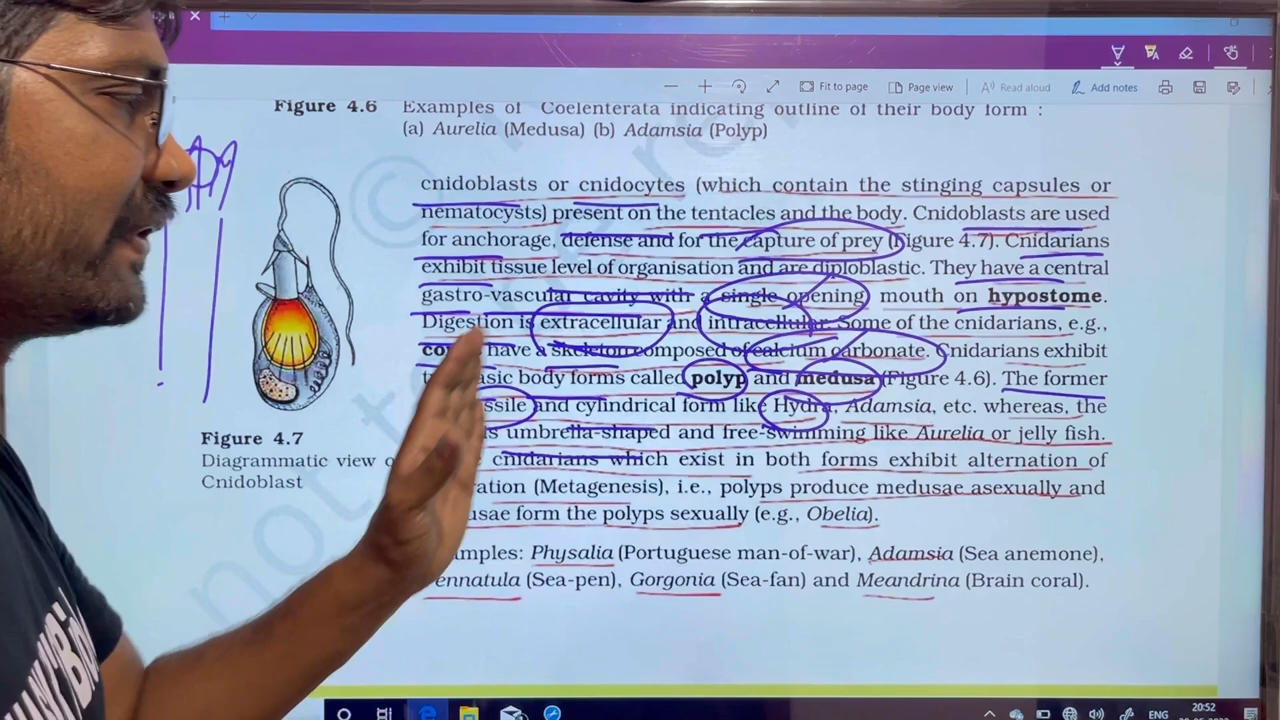 Fit to page
Page view
Read aloud
Add notes
Figure 4.6 Examples of Coelenterata indicating outline of their body form :
(a) Aurelia (Medusa) (b) Adamsia (Polyp)
cnidoblasts or cnidocytes (which contain the stinging capsules or
nematocysts) present on the tentacles and the body. Cnidoblasts are used
for anchorage, defense and for the capture of prey (Figure 4.7). Cnidarians
exhibit tissue level of organisation and are diploblastic. They have a central
gastro-vascular cavity with a single opening mouth on hypostome.
Digestion is extracellular and intracellular. Some of the cnidarians, e.g.,
have a skeleton composed of calcium carbonate. Cnidarians exhibit
basic body forms called polyp and medusa (Figure 4.6). The former
and cylindrical form like Hydra, Adamsia, etc. whereas, the
umbrella-shaped and free-swimming like Aurelia or jelly fish.
cnidarians which exist in both forms exhibit alternation of
(Metagenesis), i.e., polyps produce medusae asexually and
form the polyps sexually (e.g., Obelia).
Physalia (Portuguese man-of-war), Adamsia (Sea anemone),
(Sea-pen), Gorgonia (Sea-fan) and Meandrina (Brain coral).
Figure 4.7
Diagrammatic view
Cnidoblast
ENG
20:52